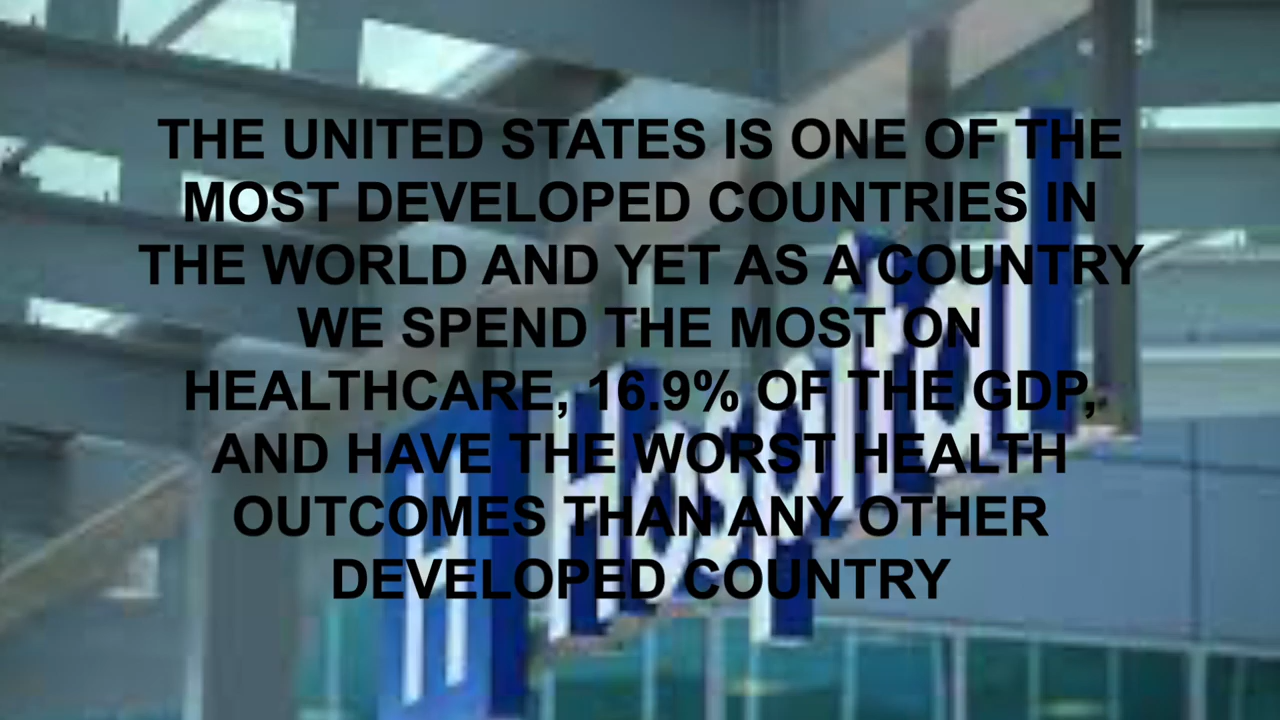 THE UNITED STATES IS ONE OF THE
MOST DEVELOPED COUNTRIES IN
THE WORLD AND YET AS A COUNTRY
WE SPEND THE MOST ON
HEALTHCARE, 16.9% OF THE GDP,
AND HAVE THE WORST HEALTH
OUTCOMES THAN ANY OTHER
DEVELOPED COUNTRY
H Hospital